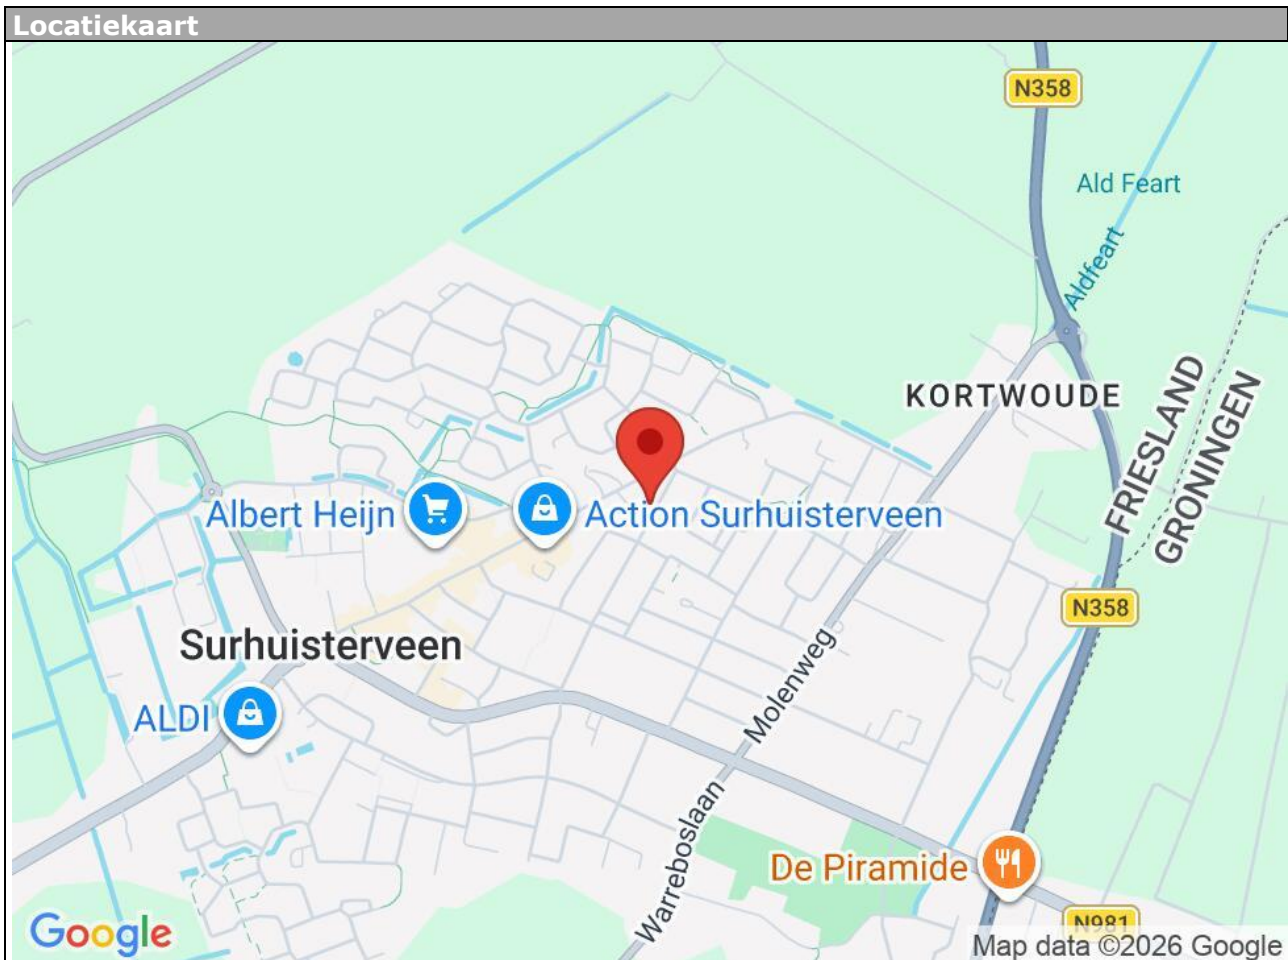 Locatiekaart
N358
Ald Feart
Aldfeart
KORTWOUDE
FRIESLAND
GRONINGEN
Albert Heijn
Action Surhuisterveen
N358
Surhuisterveen
Molenweg
ALDI
Warreboslaan
De Piramide
N981
Google
Map data ©2026 Google